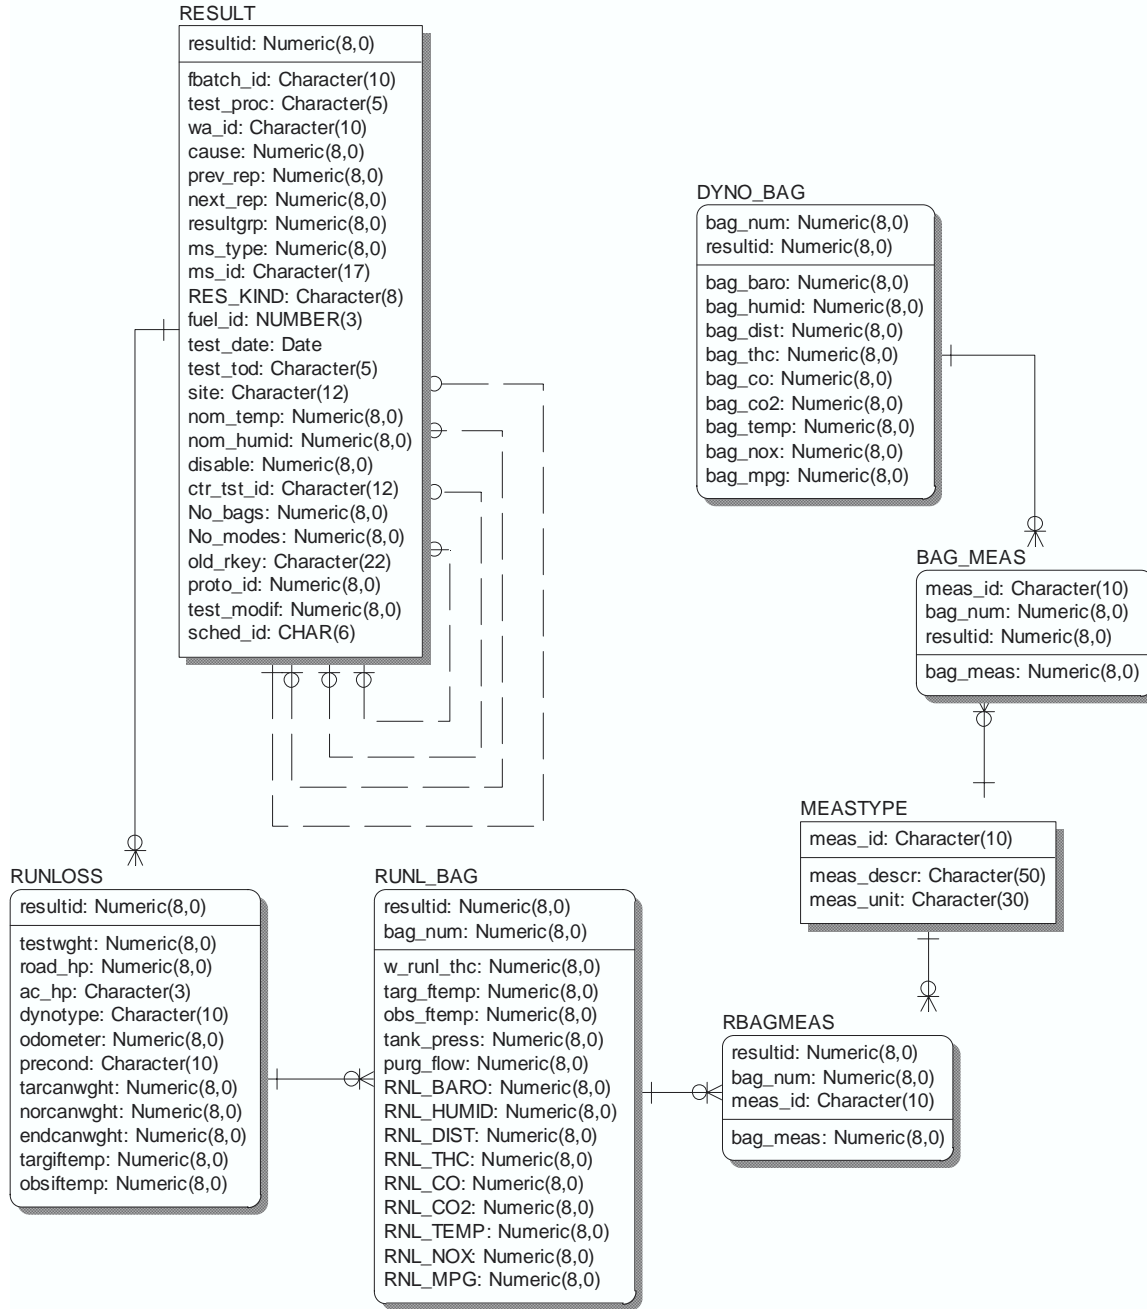 RESULT
resultid: Numeric(8,0)
fbatch_id: Character(10)
test_proc: Character(5)
wa_id: Character(10)
cause: Numeric(8,0)
prev_rep: Numeric(8,0)
next_rep: Numeric(8,0)
resultgrp: Numeric(8,0)
ms_type: Numeric(8,0)
ms_id: Character(17)
RES_KIND: Character(8)
fuel_id: NUMBER(3)
test_date: Date
test_tod: Character(5)
site: Character(12)
nom_temp: Numeric(8,0)
nom_humid: Numeric(8,0)
disable: Numeric(8,0)
ctr_tst_id: Character(12)
No_bags: Numeric(8,0)
No_modes: Numeric(8,0)
old_rkey: Character(22)
proto_id: Numeric(8,0)
test_modif: Numeric(8,0)
sched_id: CHAR(6)
DYNO_BAG
bag_num: Numeric(8,0)
resultid: Numeric(8,0)
bag_baro: Numeric(8,0)
bag_humid: Numeric(8,0)
bag_dist: Numeric(8,0)
bag_thc: Numeric(8,0)
bag_co: Numeric(8,0)
bag_co2: Numeric(8,0)
bag_temp: Numeric(8,0)
bag_nox: Numeric(8,0)
bag_mpg: Numeric(8,0)
BAG_MEAS
meas_id: Character(10)
bag_num: Numeric(8,0)
resultid: Numeric(8,0)
bag_meas: Numeric(8,0)
MEASTYPE
meas_id: Character(10)
meas_descr: Character(50)
meas_unit: Character(30)
RUNLOSS
resultid: Numeric(8,0)
testwght: Numeric(8,0)
road_hp: Numeric(8,0)
ac_hp: Character(3)
dynotype: Character(10)
odometer: Numeric(8,0)
precond: Character(10)
tarcanwght: Numeric(8,0)
norcanwght: Numeric(8,0)
endcanwght: Numeric(8,0)
targiftemp: Numeric(8,0)
obsiftemp: Numeric(8,0)
RUNL_BAG
resultid: Numeric(8,0)
bag_num: Numeric(8,0)
w_runl_thc: Numeric(8,0)
targ_ftemp: Numeric(8,0)
obs_ftemp: Numeric(8,0)
tank_press: Numeric(8,0)
purg_flow: Numeric(8,0)
RNL_BARO: Numeric(8,0)
RNL_HUMID: Numeric(8,0)
RNL_DIST: Numeric(8,0)
RNL_THC: Numeric(8,0)
RNL_CO: Numeric(8,0)
RNL_CO2: Numeric(8,0)
RNL_TEMP: Numeric(8,0)
RNL_NOX: Numeric(8,0)
RNL_MPG: Numeric(8,0)
RBAGMEAS
resultid: Numeric(8,0)
bag_num: Numeric(8,0)
meas_id: Character(10)
bag_meas: Numeric(8,0)